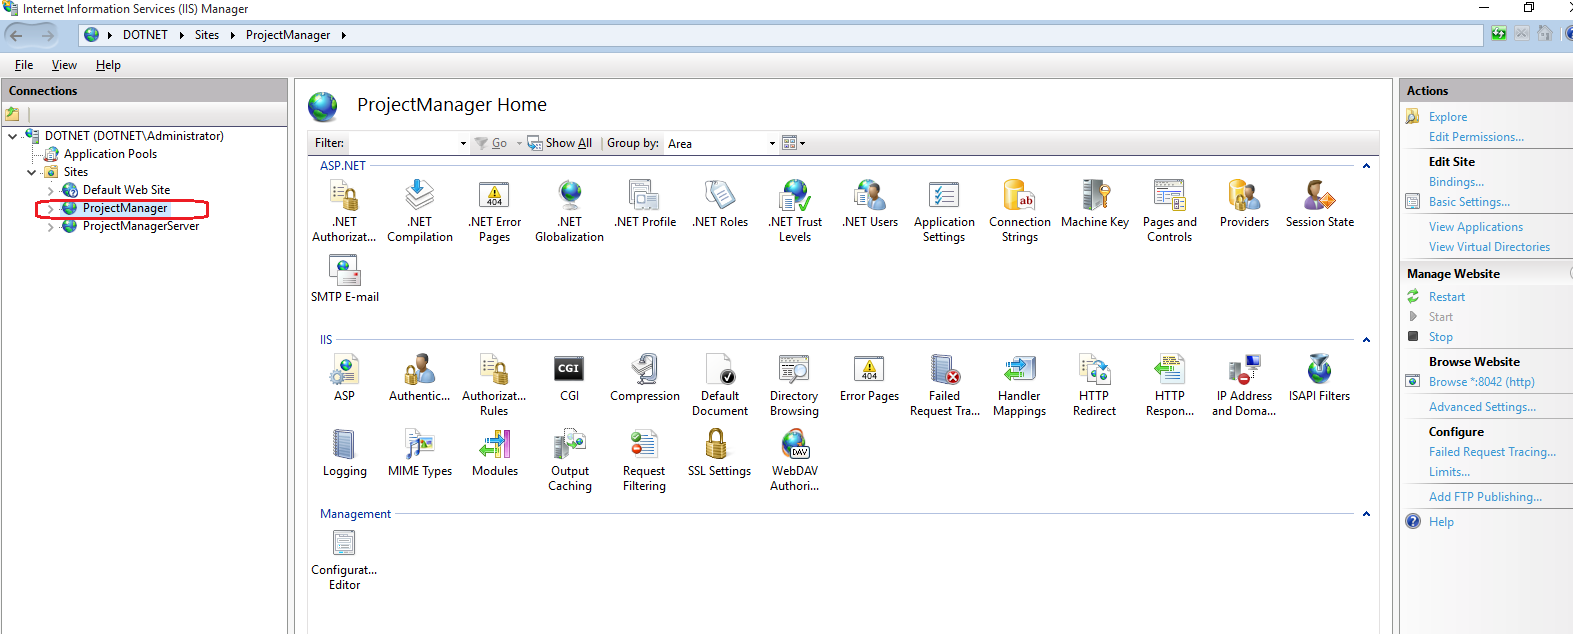 Internet Information Services (IIS) Manager
DOTNET Sites ProjectManager
File View Help
Connections
DOTNET (DOTNET\Administrator)
Application Pools
Sites
Default Web Site
ProjectManager
ProjectManagerServer
ProjectManager Home
Filter: Go Show All Group by: Area
ASP.NET
.NET Authorizat...
.NET Compilation
.NET Error Pages
.NET Globalization
.NET Profile
.NET Roles
.NET Trust Levels
.NET Users
Application Settings
Connection Strings
Machine Key
Pages and Controls
Providers
Session State
SMTP E-mail
IIS
ASP
Authentic...
Authorizat... Rules
CGI
Compression
Default Document
Directory Browsing
Error Pages
Failed Request Tra...
Handler Mappings
HTTP Redirect
HTTP Respon...
IP Address and Doma...
ISAPI Filters
Logging
MIME Types
Modules
Output Caching
Request Filtering
SSL Settings
WebDAV Authori...
Management
Configurat... Editor
Actions
Explore
Edit Permissions...
Edit Site
Bindings...
Basic Settings...
View Applications
View Virtual Directories
Manage Website
Restart
Start
Stop
Browse Website
Browse *:8042 (http)
Advanced Settings...
Configure
Failed Request Tracing...
Limits...
Add FTP Publishing...
Help